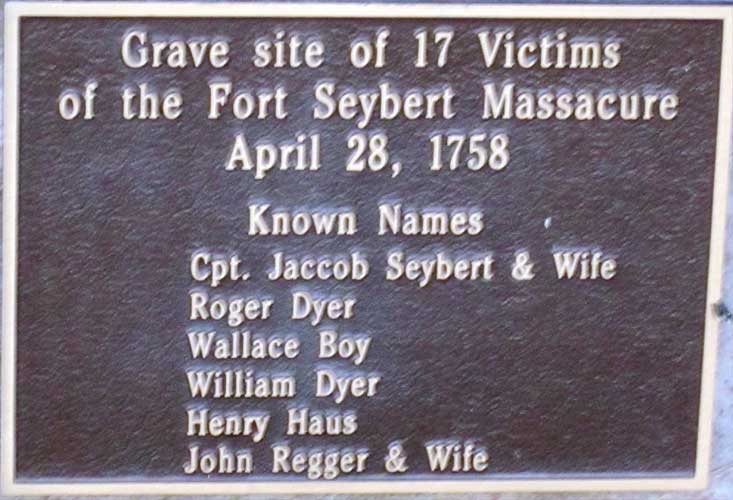 Grave site of 17 Victims
of the Fort Seybert Massacure
April 28, 1758
Known Names
Cpt. Jaccob Seybert & Wife
Roger Dyer
Wallace Boy
William Dyer
Henry Haus
John Regger & Wife